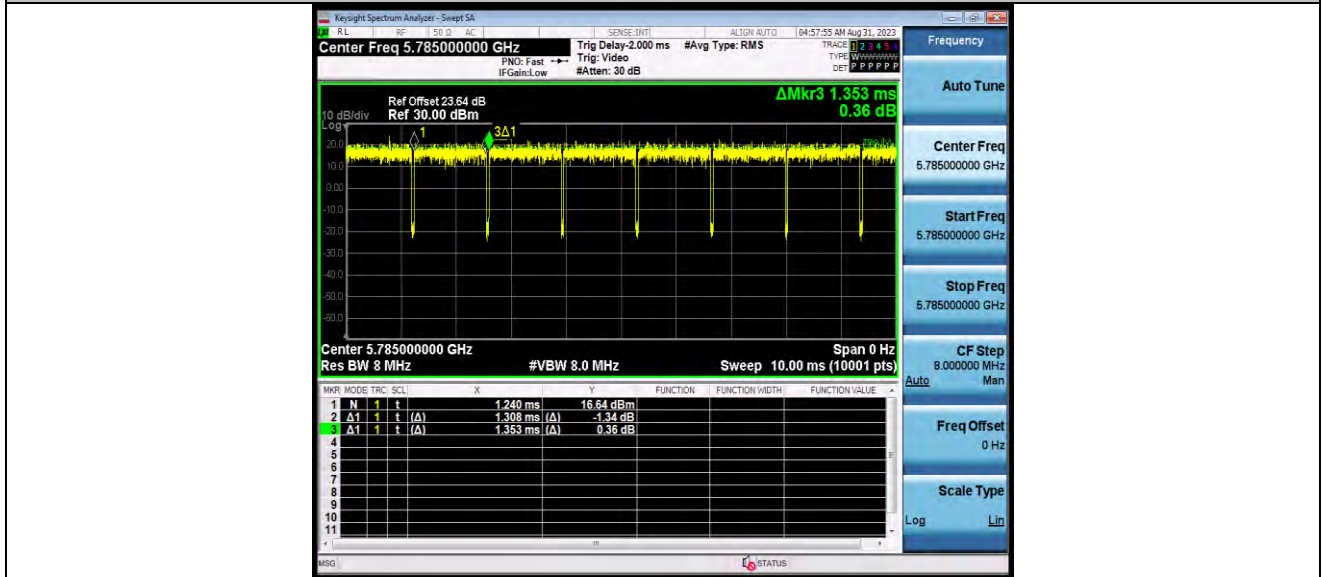 Keysight Spectrum Analyzer - Swept SA
RL RF 50 Ω AC SENSE:INT ALIGN AUTO 04:57:55 AM Aug 31, 2023
Center Freq 5.785000000 GHz
PNO: Fast
IFGain:Low
Trig Delay-2.000 ms
Trig: Video
#Atten: 30 dB
#Avg Type: RMS
TRACE 1 2 3 4 5 6
TYPE WWWWWW
DET P P P P P P
ΔMkr3 1.353 ms
0.36 dB
Ref Offset 23.64 dB
10 dB/div Ref 30.00 dBm
Log
1
3Δ1
20.0
10.0
0.00
-10.0
-20.0
-30.0
-40.0
-50.0
-60.0
Center 5.785000000 GHz Span 0 Hz
Res BW 8 MHz #VBW 8.0 MHz Sweep 10.00 ms (10001 pts)
MKR MODE TRC SCL X Y FUNCTION FUNCTION WIDTH FUNCTION VALUE
1 N 1 t 1.240 ms 16.64 dBm
2 Δ1 1 t (Δ) 1.308 ms (Δ) -1.34 dB
3 Δ1 1 t (Δ) 1.353 ms (Δ) 0.36 dB
4
5
6
7
8
9
10
11
MSG STATUS
Frequency
Auto Tune
Center Freq
5.785000000 GHz
Start Freq
5.785000000 GHz
Stop Freq
5.785000000 GHz
CF Step
8.000000 MHz
Auto Man
Freq Offset
0 Hz
Scale Type
Log Lin